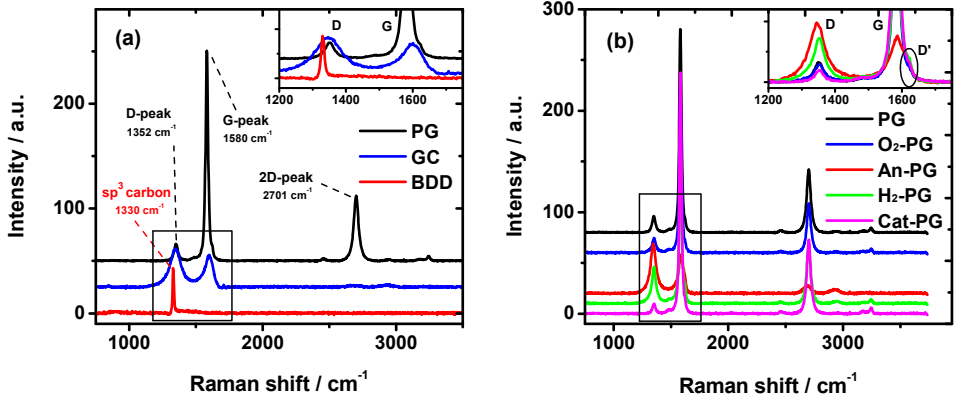 (a)
D
G
1200 1400 1600
D-peak
1352 cm⁻¹
G-peak
1580 cm⁻¹
sp³ carbon
1330 cm⁻¹
2D-peak
2701 cm⁻¹
PG
GC
BDD
Intensity / a.u.
200
100
0
1000 2000 3000
Raman shift / cm⁻¹
(b)
D
G
D'
1200 1400 1600
PG
O₂-PG
An-PG
H₂-PG
Cat-PG
Intensity / a.u.
300
200
100
0
1000 2000 3000
Raman shift / cm⁻¹